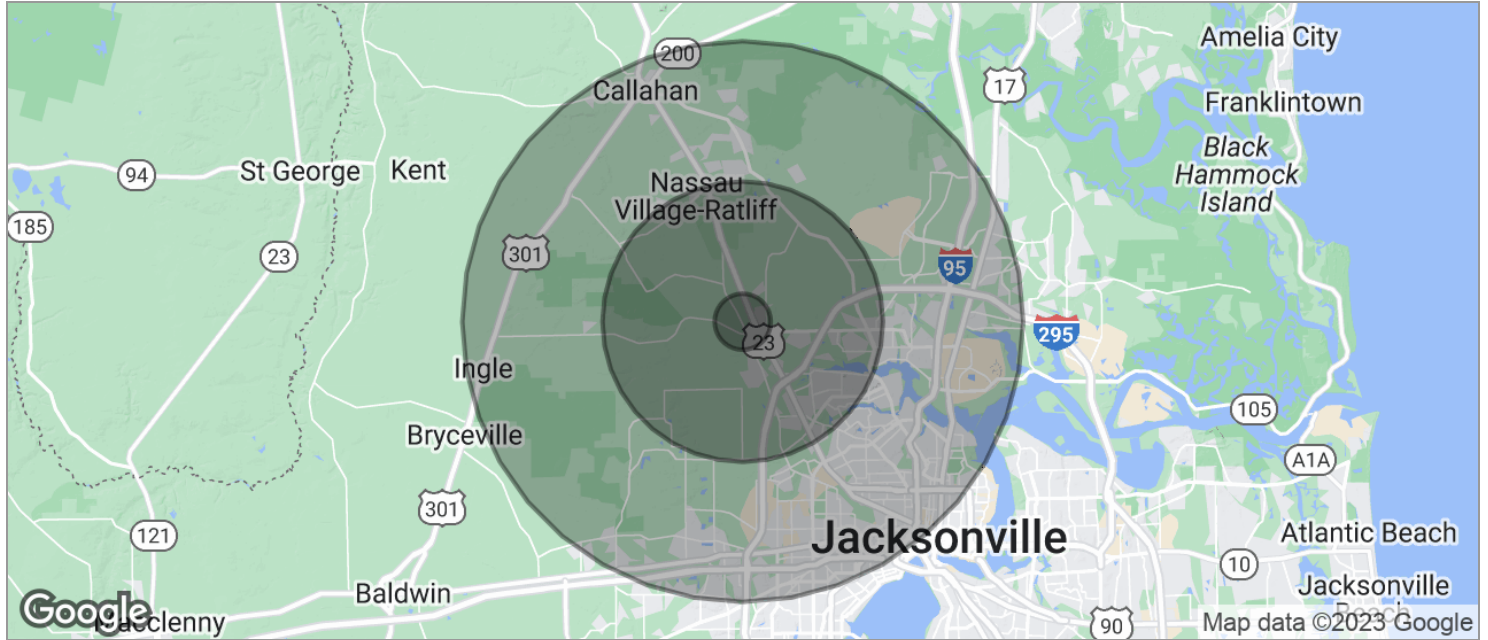 Amelia City
200
17
Callahan
Franklintown
Black
Hammock
Island
94
St George
Kent
Nassau
Village-Ratliff
185
23
301
95
23
295
Ingle
105
Bryceville
A1A
301
121
Jacksonville
Atlantic Beach
10
Baldwin
Jacksonville
Beach
Google
Macclenny
90
Map data ©2023 Google